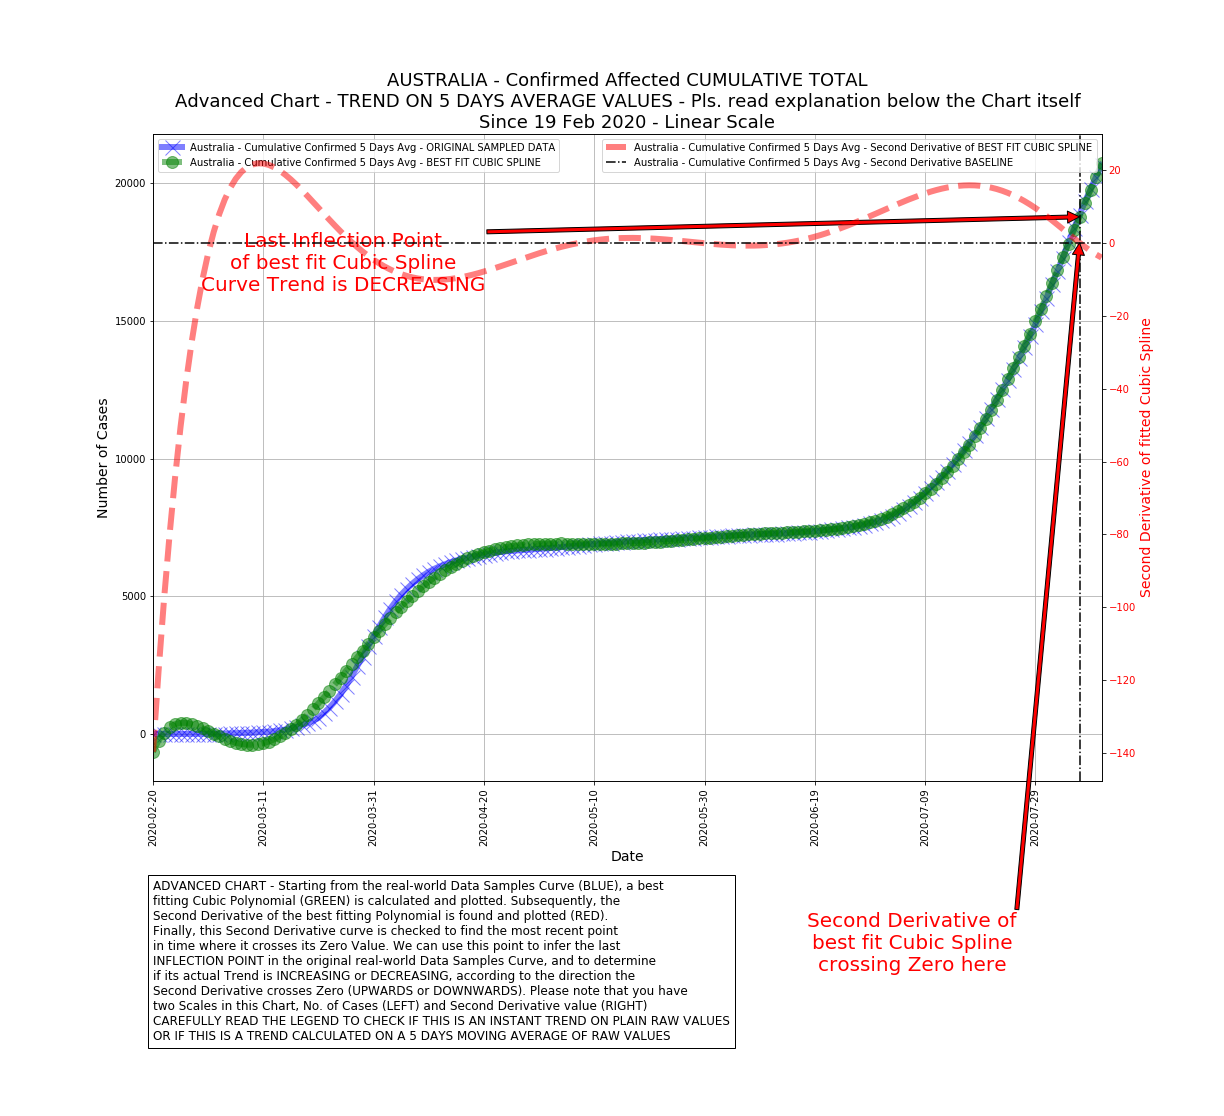 AUSTRALIA - Confirmed Affected CUMULATIVE TOTAL
Advanced Chart - TREND ON 5 DAYS AVERAGE VALUES - Pls. read explanation below the Chart itself
Since 19 Feb 2020 - Linear Scale
Australia - Cumulative Confirmed 5 Days Avg - ORIGINAL SAMPLED DATA
Australia - Cumulative Confirmed 5 Days Avg - BEST FIT CUBIC SPLINE
Australia - Cumulative Confirmed 5 Days Avg - Second Derivative of BEST FIT CUBIC SPLINE
Australia - Cumulative Confirmed 5 Days Avg - Second Derivative BASELINE
Last Inflection Point
of best fit Cubic Spline
Curve Trend is DECREASING
Number of Cases
20000
15000
10000
5000
0
20
0
−20
−40
−60
−80
−100
−120
−140
Second Derivative of fitted Cubic Spline
2020-02-20
2020-03-11
2020-03-31
2020-04-20
2020-05-10
2020-05-30
2020-06-19
2020-07-09
2020-07-29
Date
ADVANCED CHART - Starting from the real-world Data Samples Curve (BLUE), a best
fitting Cubic Polynomial (GREEN) is calculated and plotted. Subsequently, the
Second Derivative of the best fitting Polynomial is found and plotted (RED).
Finally, this Second Derivative curve is checked to find the most recent point
in time where it crosses its Zero Value. We can use this point to infer the last
INFLECTION POINT in the original real-world Data Samples Curve, and to determine
if its actual Trend is INCREASING or DECREASING, according to the direction the
Second Derivative crosses Zero (UPWARDS or DOWNWARDS). Please note that you have
two Scales in this Chart, No. of Cases (LEFT) and Second Derivative value (RIGHT)
CAREFULLY READ THE LEGEND TO CHECK IF THIS IS AN INSTANT TREND ON PLAIN RAW VALUES
OR IF THIS IS A TREND CALCULATED ON A 5 DAYS MOVING AVERAGE OF RAW VALUES
Second Derivative of
best fit Cubic Spline
crossing Zero here